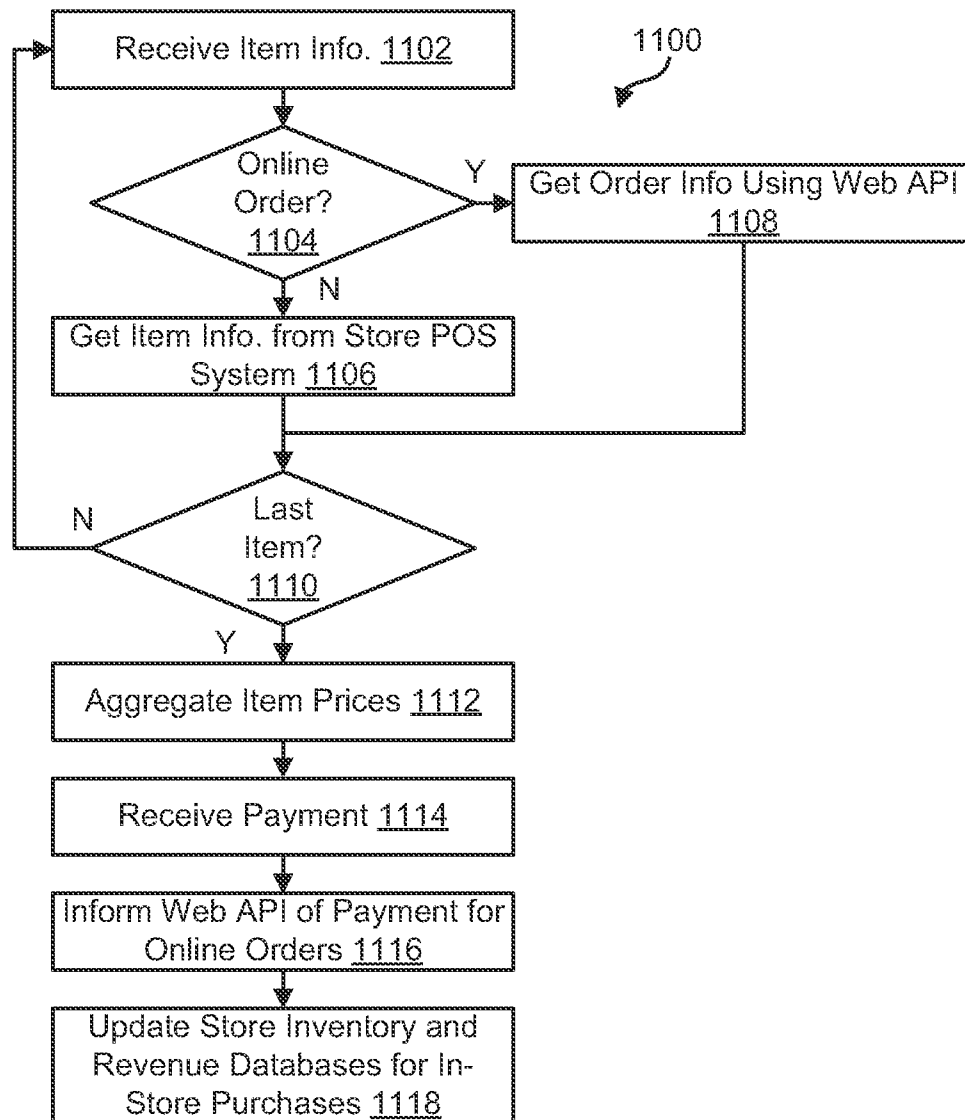 Receive Item Info. 1102
1100
Online
Order?
1104
Y
Get Order Info Using Web API
1108
N
Get Item Info. from Store POS
System 1106
N
Last
Item?
1110
Y
Aggregate Item Prices 1112
Receive Payment 1114
Inform Web API of Payment for
Online Orders 1116
Update Store Inventory and
Revenue Databases for In-
Store Purchases 1118